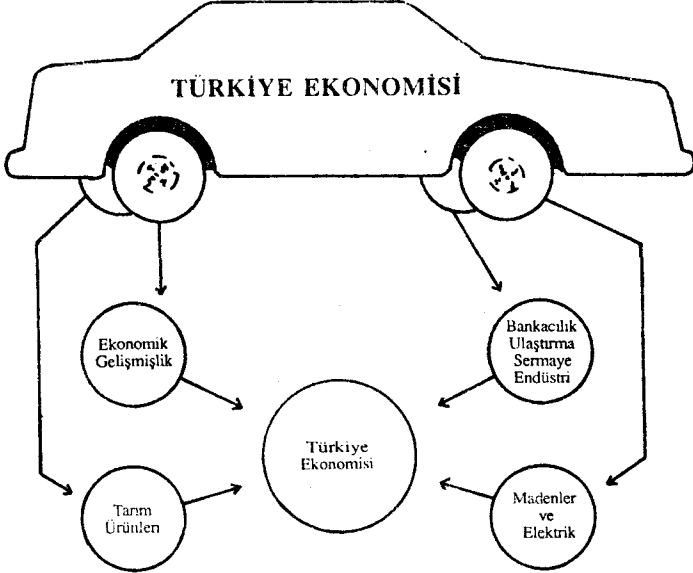 TÜRKİYE EKONOMİSİ
Ekonomik
Gelişmişlik
Bankacılık
Ulaştırma
Sermaye
Endüstri
Türkiye
Ekonomisi
Tarım
Ürünleri
Madenler
ve
Elektrik